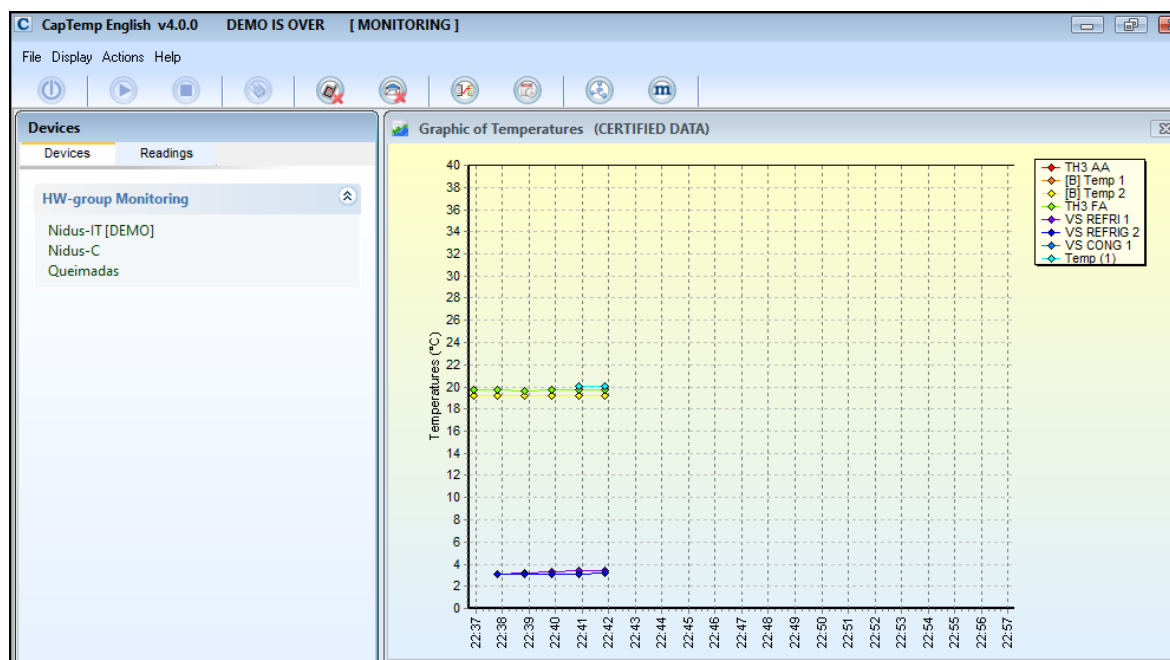 CapTemp English v4.0.0 DEMO IS OVER [ MONITORING ]
File Display Actions Help
m
Devices
Devices Readings
HW-group Monitoring
Nidus-IT [DEMO]
Nidus-C
Queimadas
Graphic of Temperatures (CERTIFIED DATA)
Temperatures (°C)
40
38
36
34
32
30
28
26
24
22
20
18
16
14
12
10
8
6
4
2
0
22:37
22:38
22:39
22:40
22:41
22:42
22:43
22:44
22:45
22:46
22:47
22:48
22:49
22:50
22:51
22:52
22:53
22:54
22:55
22:56
22:57
TH3 AA
[B] Temp 1
[B] Temp 2
TH3 FA
VS REFRI 1
VS REFRIG 2
VS CONG 1
Temp (1)